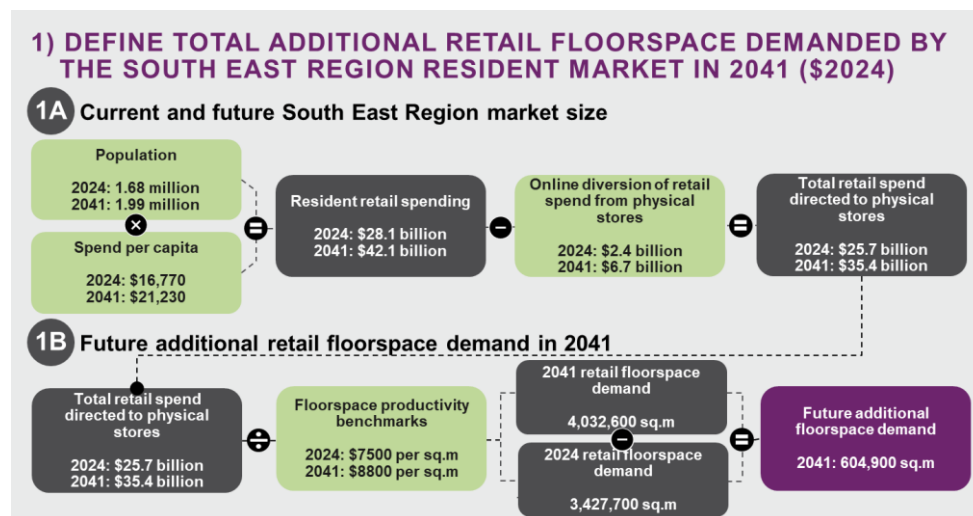 1) DEFINE TOTAL ADDITIONAL RETAIL FLOORSPACE DEMANDED BY
THE SOUTH EAST REGION RESIDENT MARKET IN 2041 ($2024)
1A Current and future South East Region market size
Population
2024: 1.68 million
2041: 1.99 million
×
Spend per capita
2024: $16,770
2041: $21,230
=
Resident retail spending
2024: $28.1 billion
2041: $42.1 billion
−
Online diversion of retail
spend from physical
stores
2024: $2.4 billion
2041: $6.7 billion
=
Total retail spend
directed to physical
stores
2024: $25.7 billion
2041: $35.4 billion
1B Future additional retail floorspace demand in 2041
Total retail spend
directed to physical
stores
2024: $25.7 billion
2041: $35.4 billion
÷
Floorspace productivity
benchmarks
2024: $7500 per sq.m
2041: $8800 per sq.m
2041 retail floorspace
demand
4,032,600 sq.m
−
2024 retail floorspace
demand
3,427,700 sq.m
=
Future additional
floorspace demand
2041: 604,900 sq.m